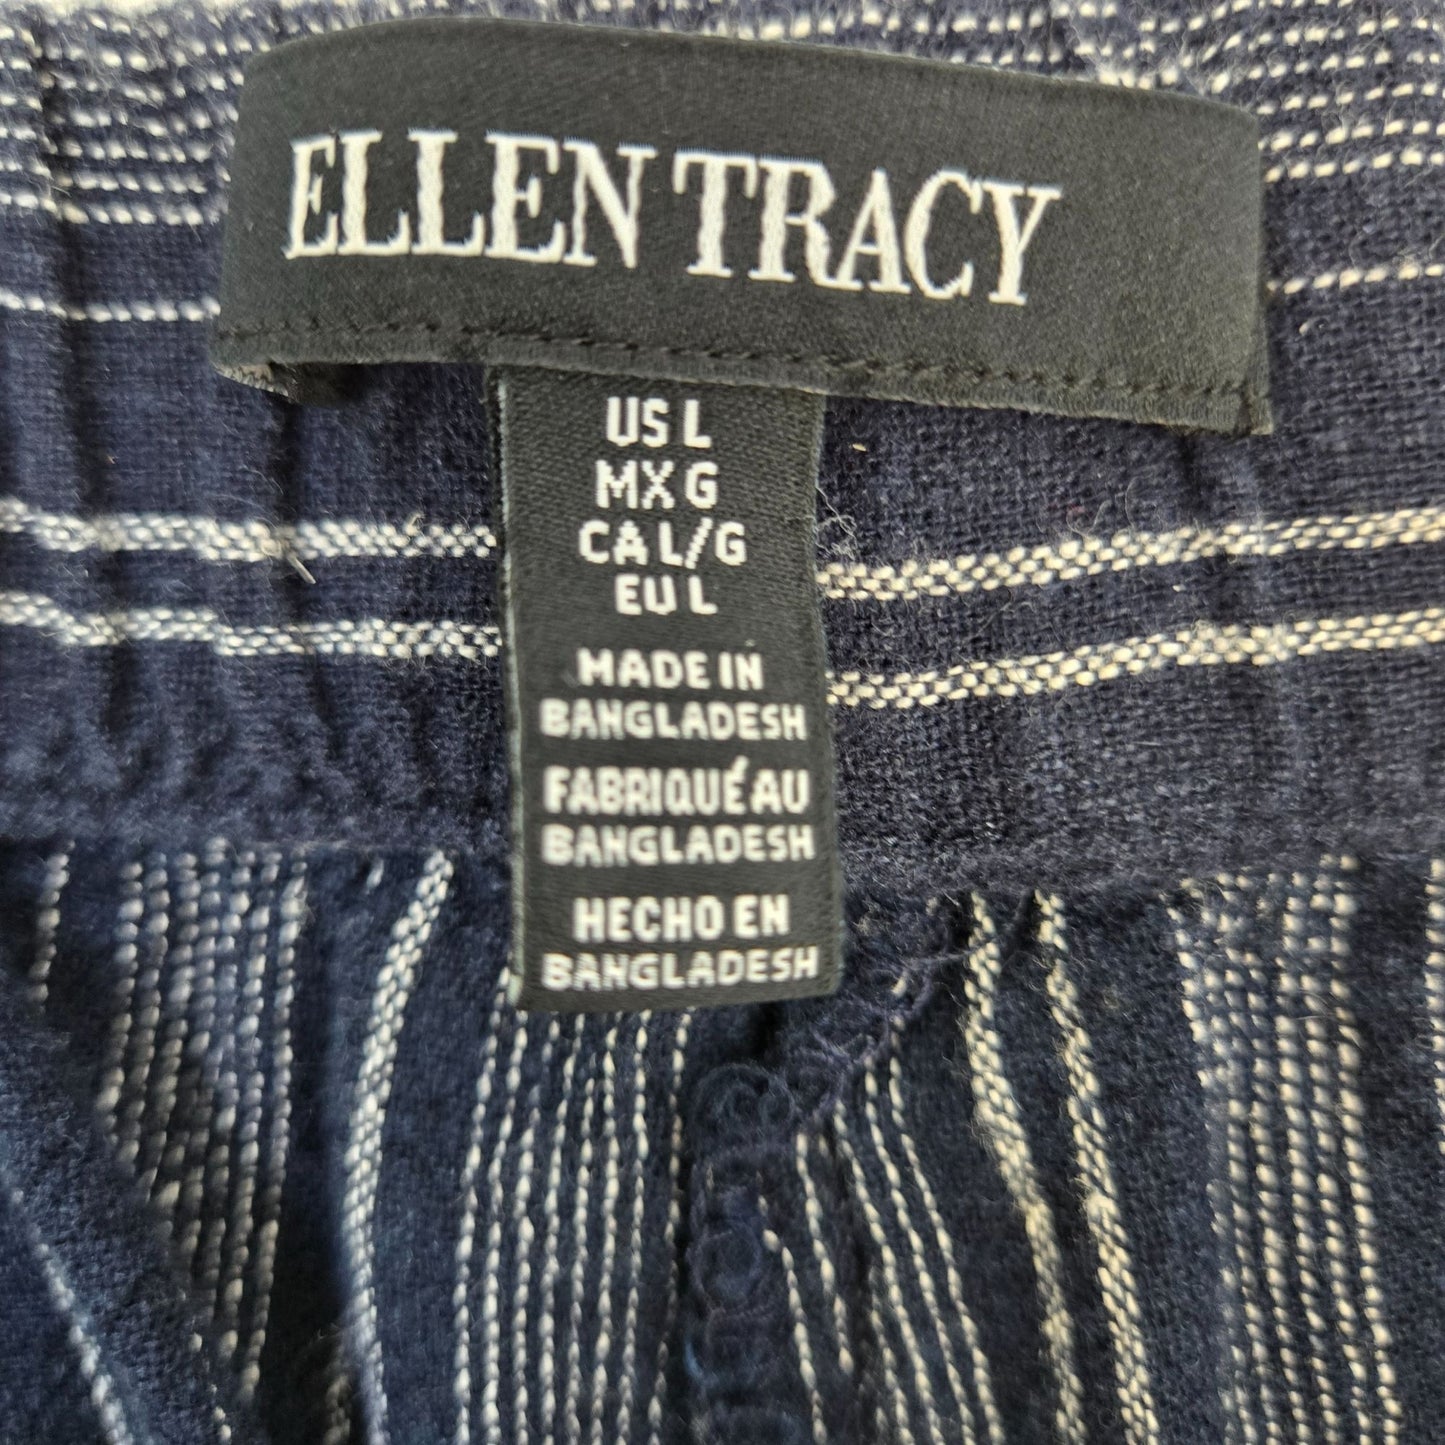 ELLEN TRACY
US L
MX G
CA L/G
EU L
MADE IN
BANGLADESH
FABRIQUÉ AU
BANGLADESH
HECHO EN
BANGLADESH